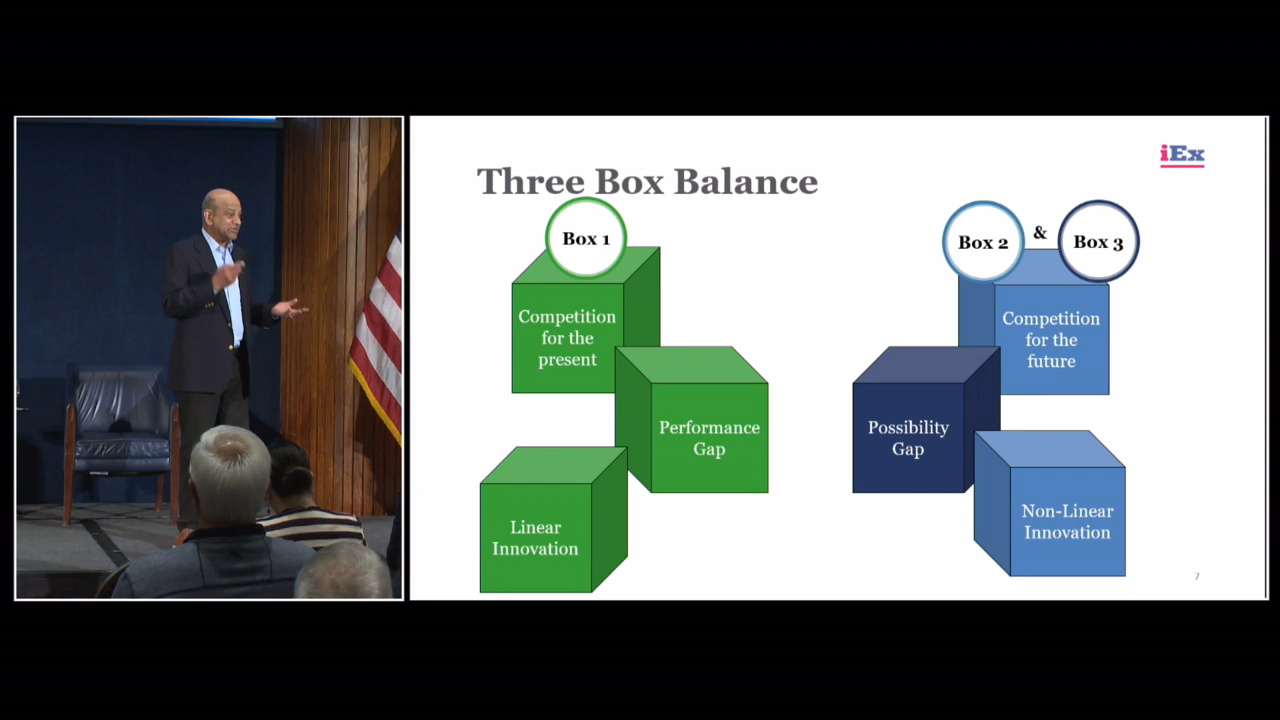 iEx
Three Box Balance
Box 1
Box 2
&
Box 3
Competition
for the
present
Performance
Gap
Linear
Innovation
Competition
for the
future
Possibility
Gap
Non-Linear
Innovation
7